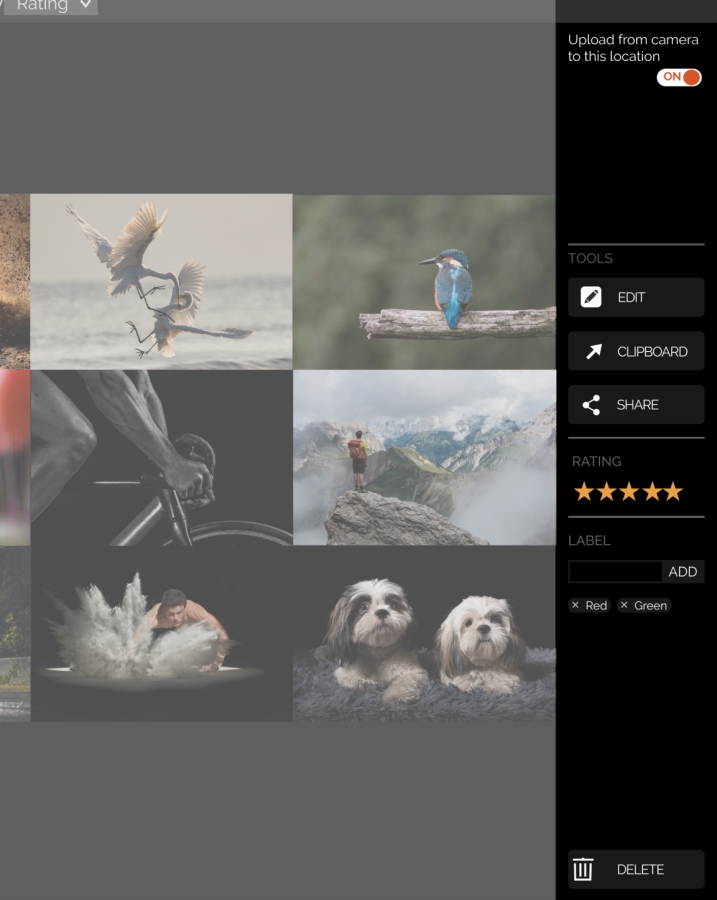 Rating
Upload from camera
to this location
ON
TOOLS
EDIT
CLIPBOARD
SHARE
RATING
LABEL
ADD
× Red × Green
DELETE